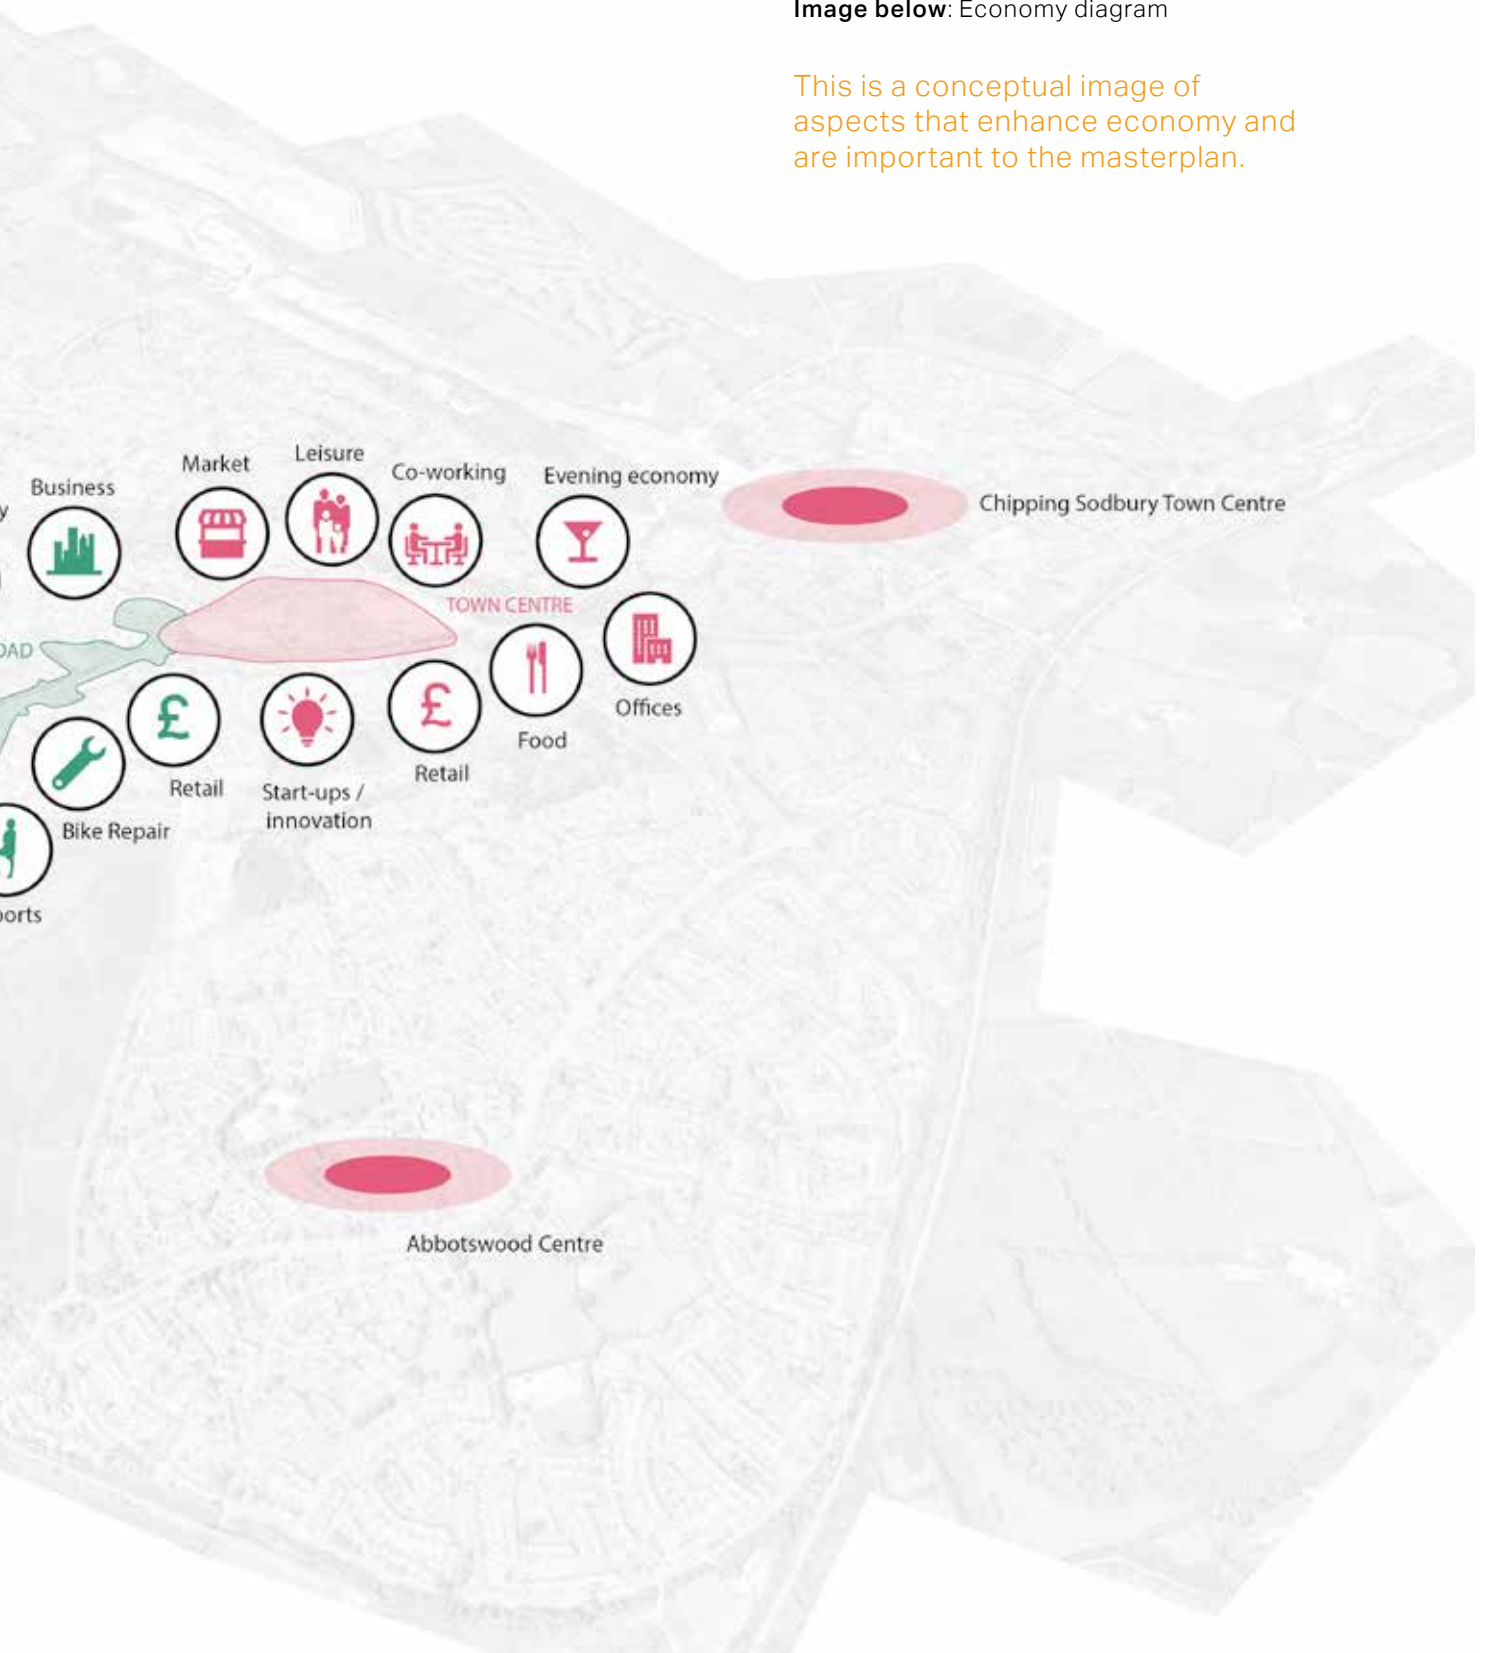 Image below: Economy diagram
This is a conceptual image of
aspects that enhance economy and
are important to the masterplan.
Leisure
Market
Co-working
Evening economy
Business
Chipping Sodbury Town Centre
TOWN CENTRE
£
£
Offices
Food
Retail
Retail
Start-ups /
innovation
Bike Repair
Abbotswood Centre